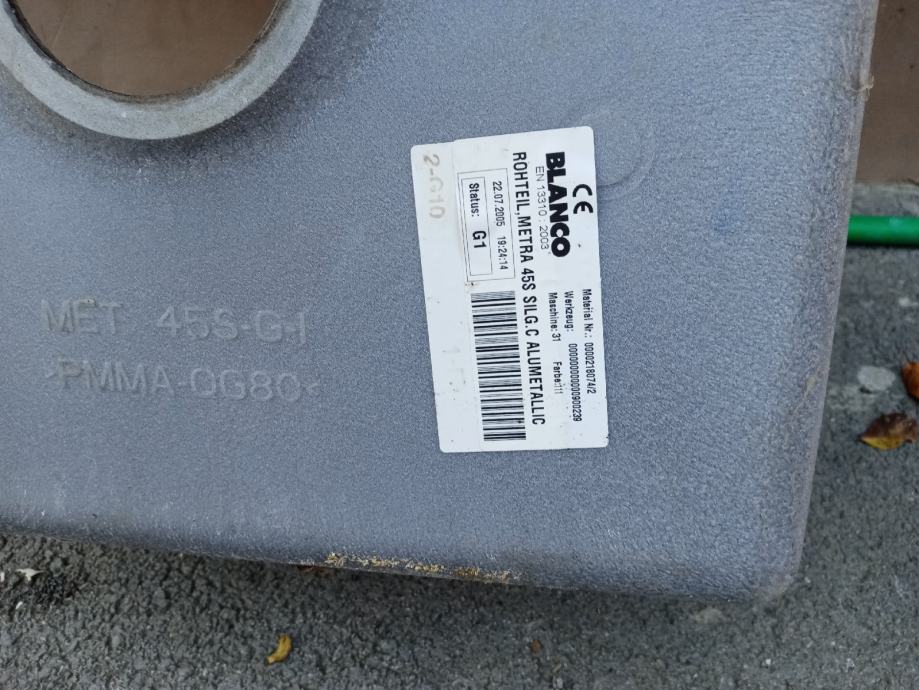 CE
BLANCO
EN 13310 : 2003
ROHTEIL,METRA 45S SILG.C ALUMETALLIC
22.07.2005 19:24:14
Status: G1
Material Nr.: 0000218074/2
Werkzeug: 000000000000900239
Maschine: 31 Farbe:111
2-G10
MET 45S-
PMMA-